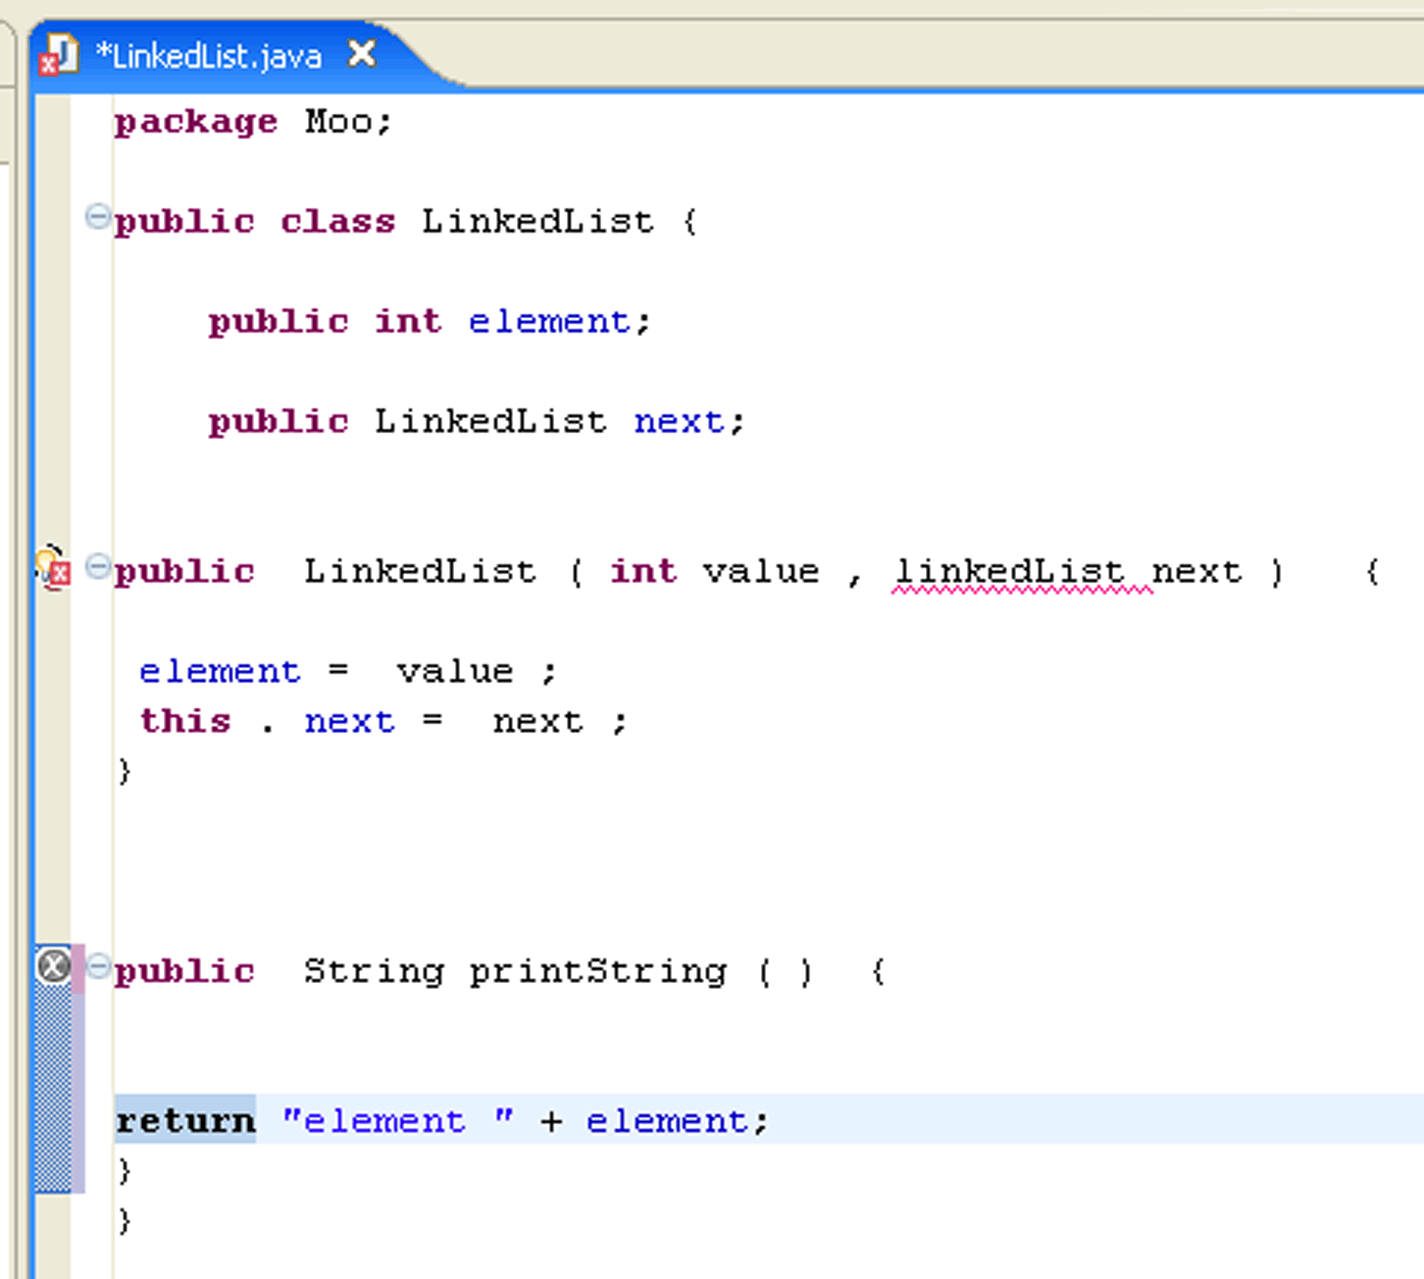 *LinkedList.java
package Moo;
public class LinkedList {
public int element;
public LinkedList next;
public  LinkedList ( int value , linkedList next )   {
element =  value ;
this . next =  next ;
}
public  String printString ( )  {
return "element " + element;
}
}